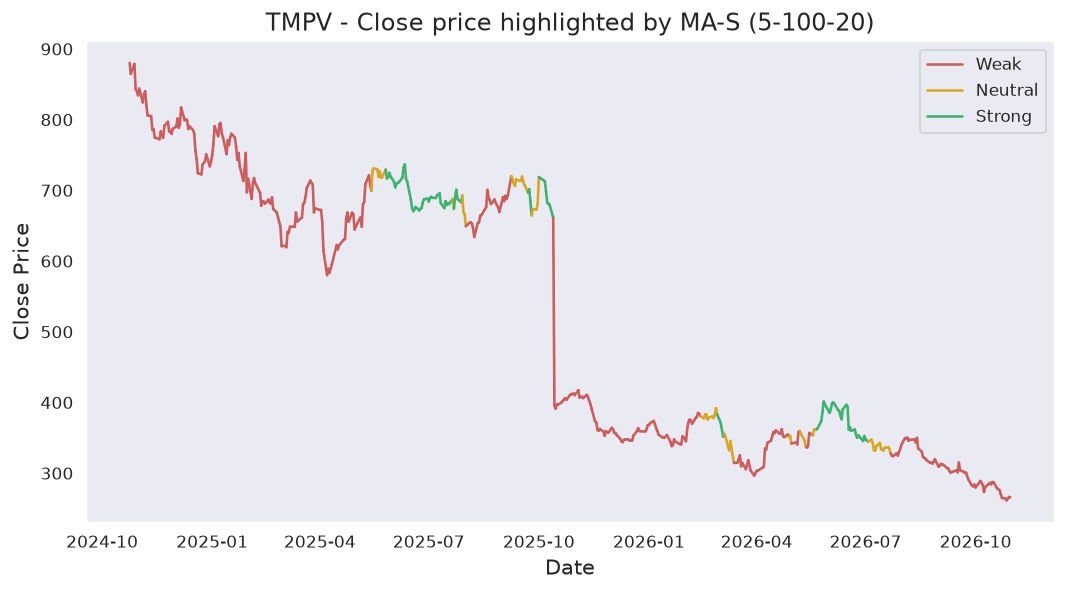 TMPV - Close price highlighted by MA-S (5-100-20)
Weak
Neutral
Strong
900
800
700
600
500
400
300
Close Price
2024-10 2025-01 2025-04 2025-07 2025-10 2026-01 2026-04 2026-07 2026-10
Date